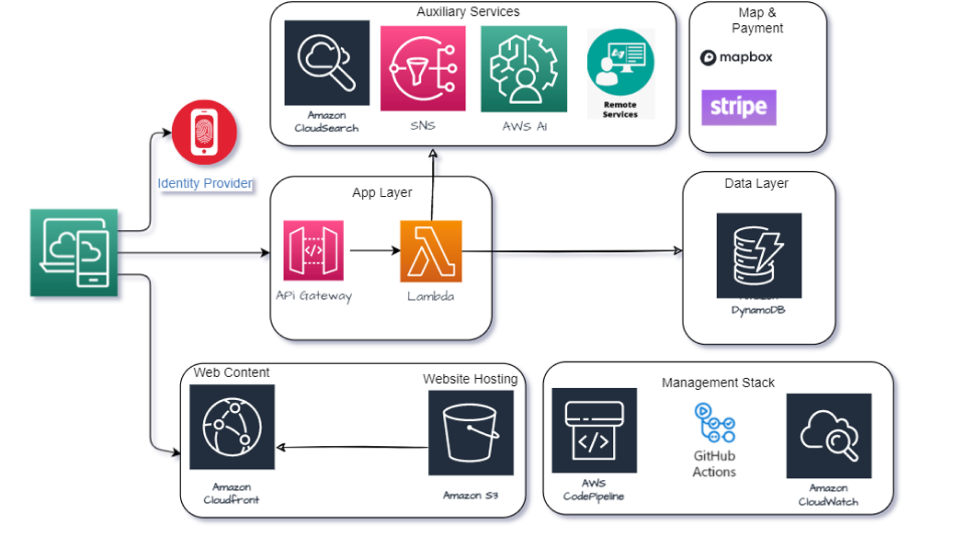 Auxiliary Services
Amazon
CloudSearch
SNS
AWS Ai
Remote
Services
Map &
Payment
mapbox
stripe
Identity Provider
App Layer
APi Gateway
Lambda
Data Layer
DynamoDB
Web Content
Website Hosting
Amazon
Cloudfront
Amazon S3
Management Stack
AWS
CodePipeline
GitHub
Actions
Amazon
CloudWatch